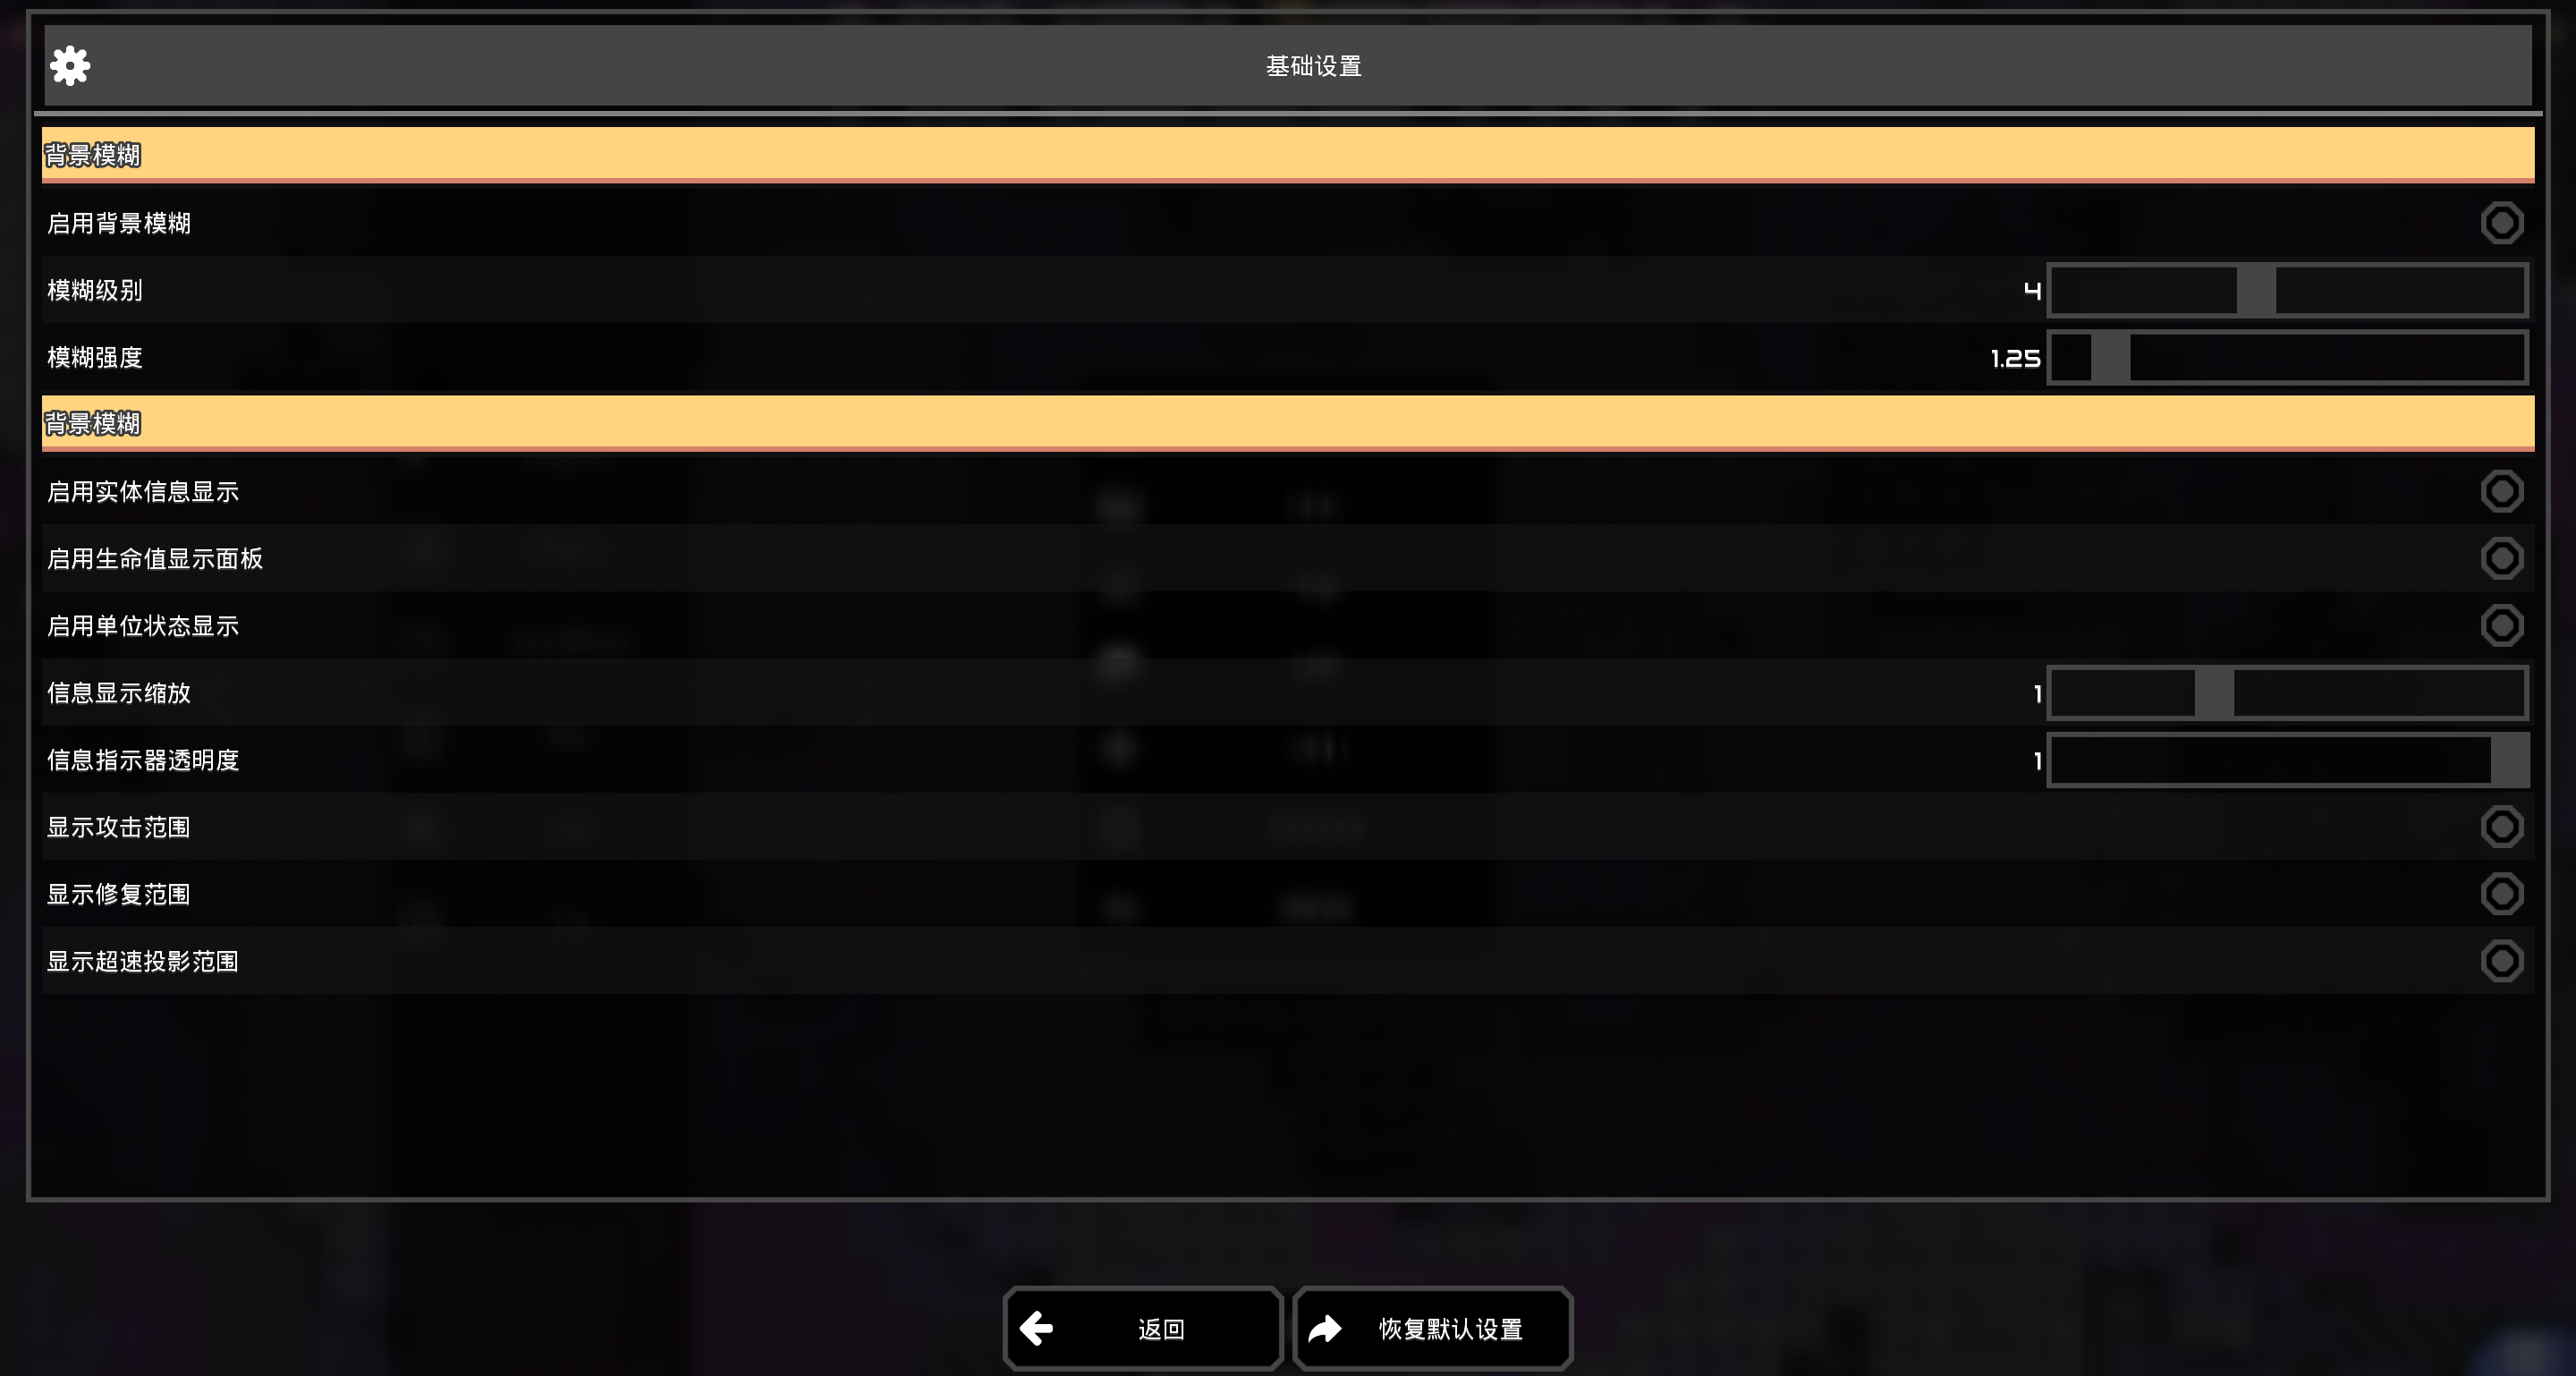 基础设置
背景模糊
启用背景模糊
模糊级别 4
模糊强度 1.25
背景模糊
启用实体信息显示
启用生命值显示面板
启用单位状态显示
信息显示缩放 1
信息指示器透明度 1
显示攻击范围
显示修复范围
显示超速投影范围
返回 恢复默认设置